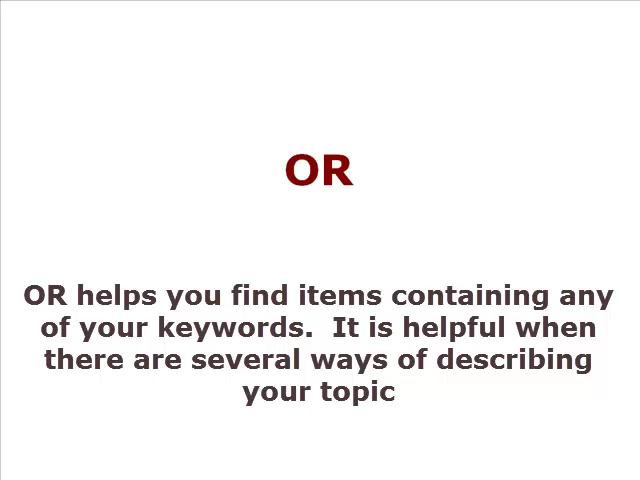 OR
OR helps you find items containing any
of your keywords.  It is helpful when
there are several ways of describing
your topic